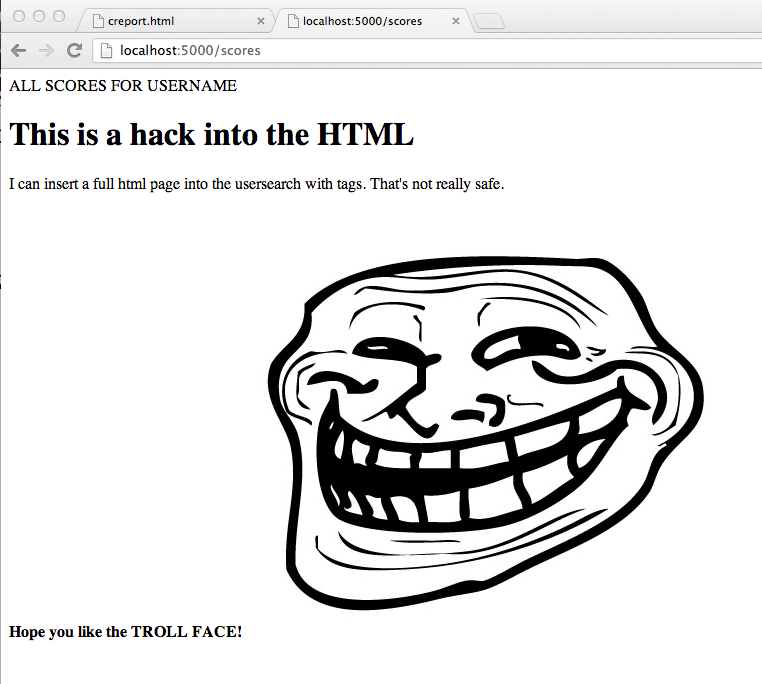 creport.html
localhost:5000/scores
localhost:5000/scores
ALL SCORES FOR USERNAME
This is a hack into the HTML
I can insert a full html page into the usersearch with tags. That's not really safe.
Hope you like the TROLL FACE!